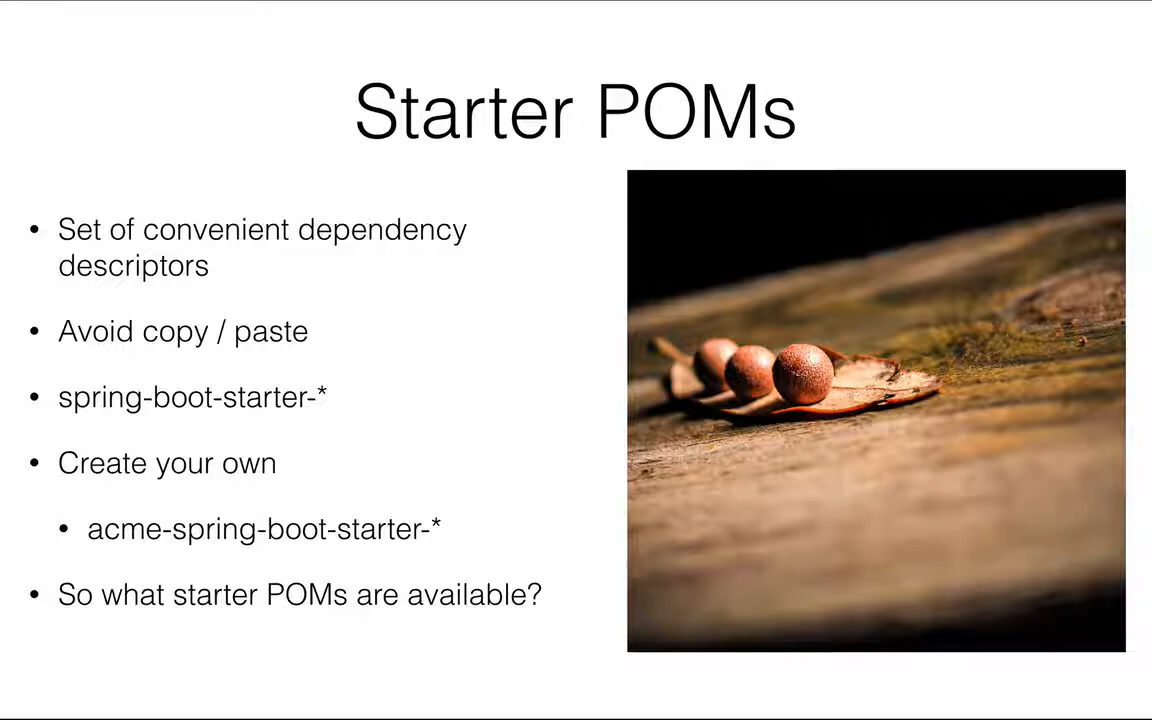 Starter POMs
• Set of convenient dependency
descriptors
• Avoid copy / paste
• spring-boot-starter-*
• Create your own
• acme-spring-boot-starter-*
• So what starter POMs are available?